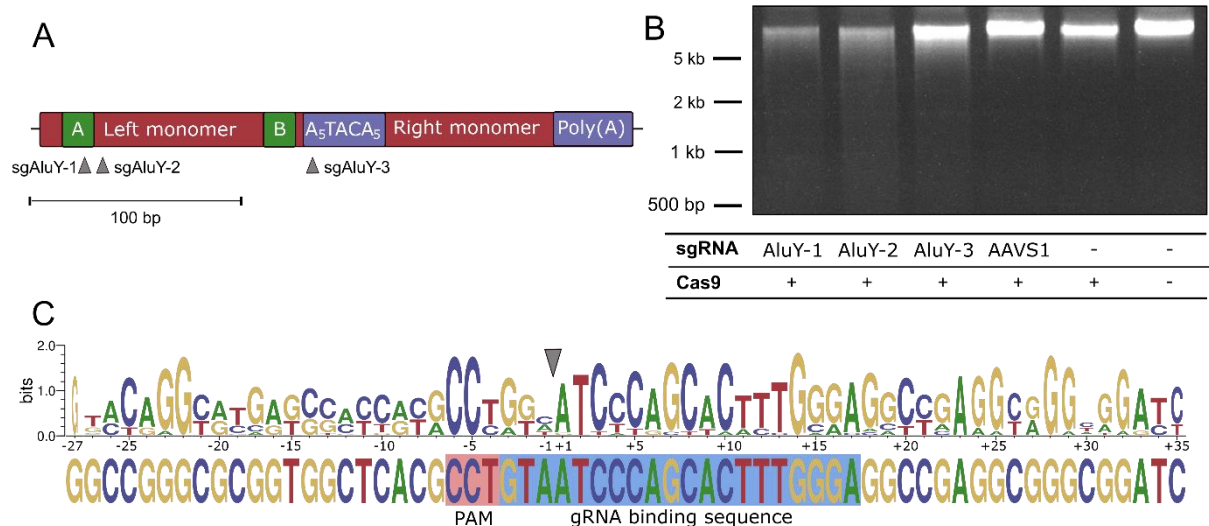 A
A
Left monomer
B
A₅TACA₅
Right monomer
Poly(A)
sgAluY-1
sgAluY-2
sgAluY-3
100 bp
B
5 kb
2 kb
1 kb
500 bp
sgRNA AluY-1 AluY-2 AluY-3 AAVS1 - -
Cas9 + + + + + -
C
bits
2.0
1.0
0.0
-27 -25 -20 -15 -10 -5 -1 +1 +5 +10 +15 +20 +25 +30 +35
GGCCGGGCGCGGTGGCTCACGCCTGTAATCCCAGCACTTTGGGAGGCCGAGGCGGGCGGATC
PAM gRNA binding sequence